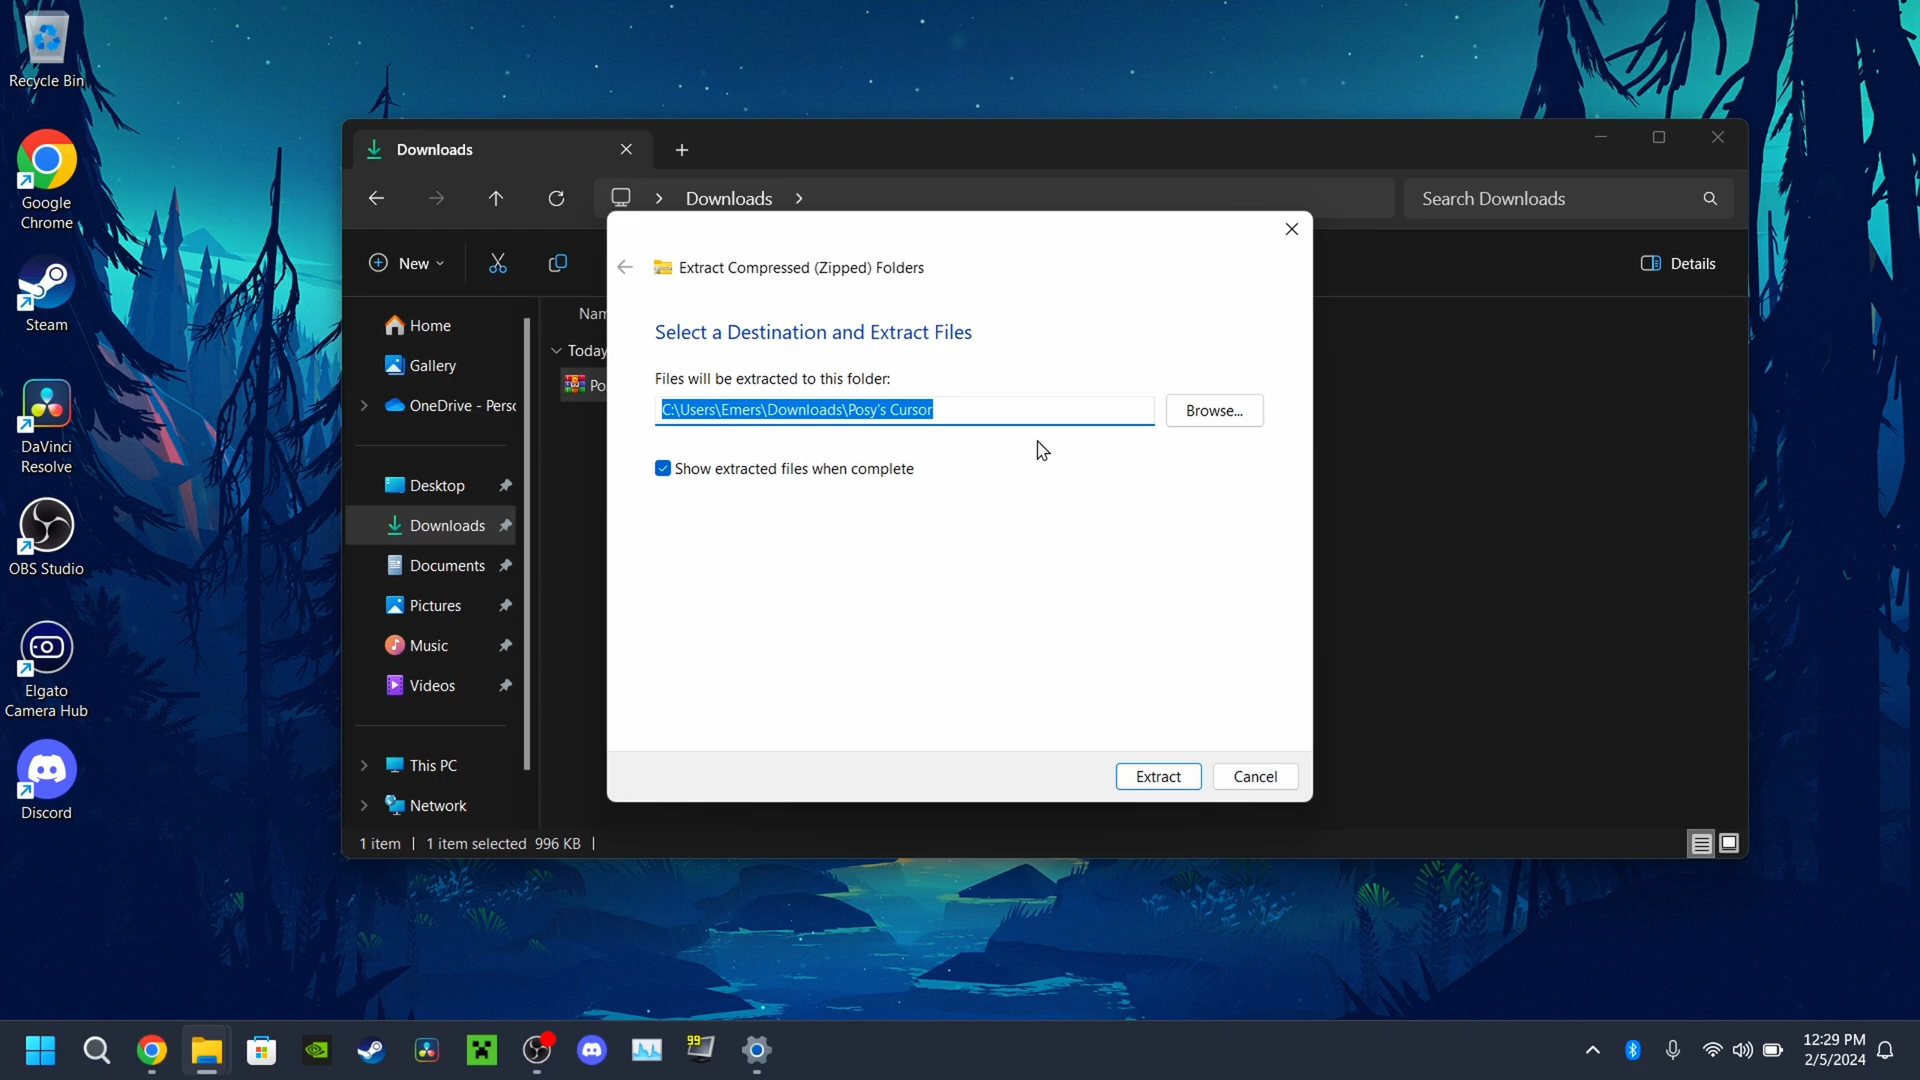 Recycle Bin
Google
Chrome
Steam
DaVinci
Resolve
OBS Studio
Elgato
Camera Hub
Discord
Downloads
Downloads
Search Downloads
New
Details
Home
Gallery
OneDrive - Perso
Desktop
Downloads
Documents
Pictures
Music
Videos
This PC
Network
Nam
Today
Po
1 item
1 item selected 996 KB
Extract Compressed (Zipped) Folders
Select a Destination and Extract Files
Files will be extracted to this folder:
C:\Users\Emers\Downloads\Posy's Cursor
Browse...
Show extracted files when complete
Extract
Cancel
99
12:29 PM
2/5/2024